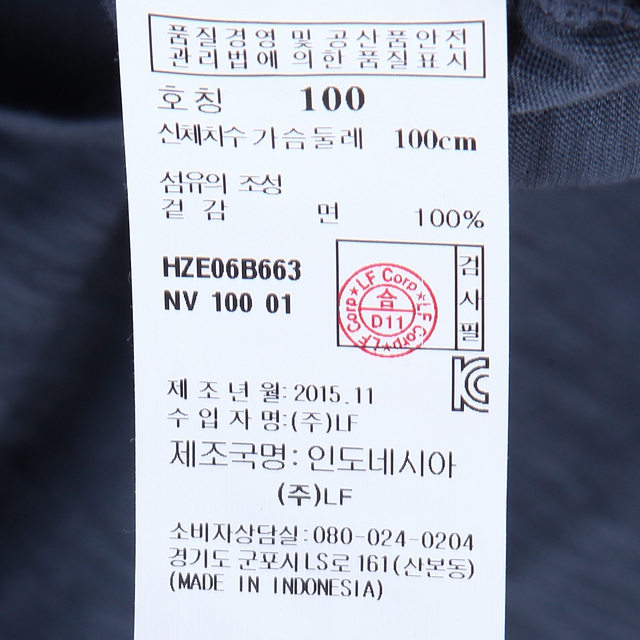 품질경영 및 공산품안전
관리법에 의한 품질표시
호칭 100
신체치수 가슴둘레 100cm
섬유의 조성
겉감 면 100%
HZE06B663
NV 100 01
검사필
LF Corp★LF Corp★LF Corp★
合
D11
제조년월: 2015.11
수입자명:(주)LF
제조국명: 인도네시아
(주)LF
소비자상담실:080-024-0204
경기도 군포시LS로 161(산본동)
(MADE IN INDONESIA)